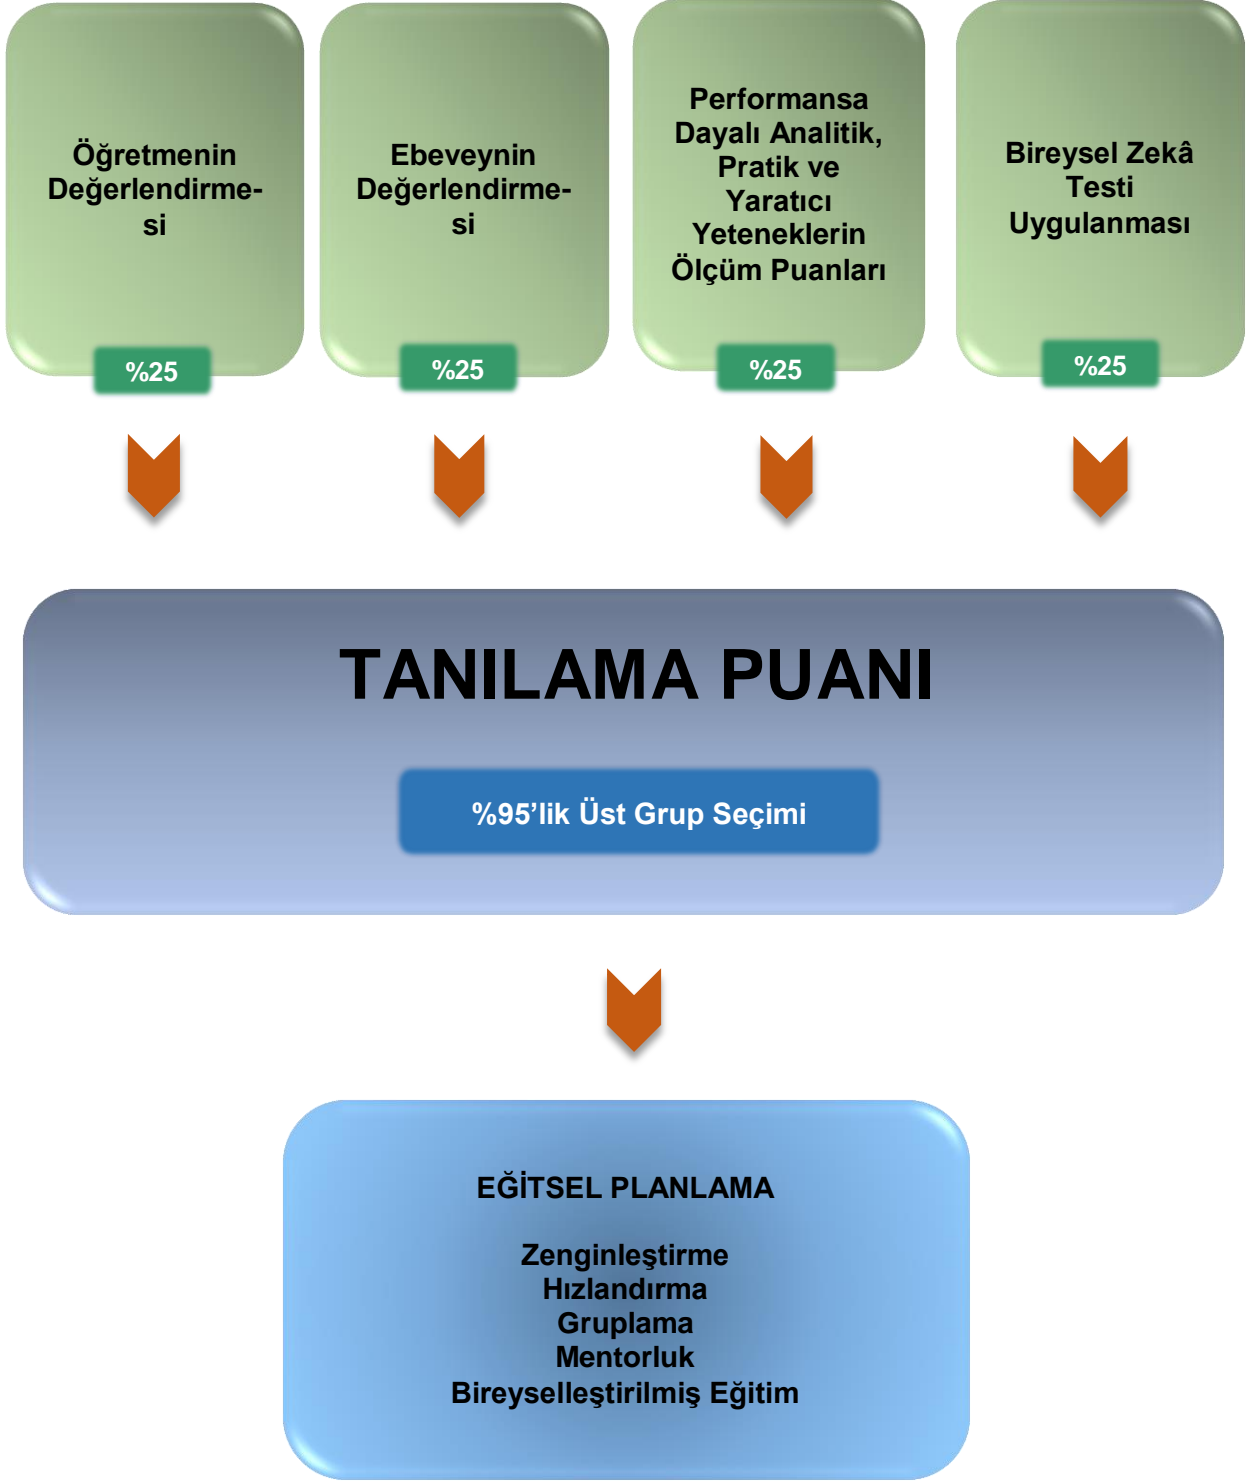 Öğretmenin
Değerlendirme-
si
%25
Ebeveynin
Değerlendirme-
si
%25
Performansa
Dayalı Analitik,
Pratik ve
Yaratıcı
Yeteneklerin
Ölçüm Puanları
%25
Bireysel Zekâ
Testi
Uygulanması
%25
TANILAMA PUANI
%95’lik Üst Grup Seçimi
EĞİTSEL PLANLAMA
Zenginleştirme
Hızlandırma
Gruplama
Mentorluk
Bireyselleştirilmiş Eğitim